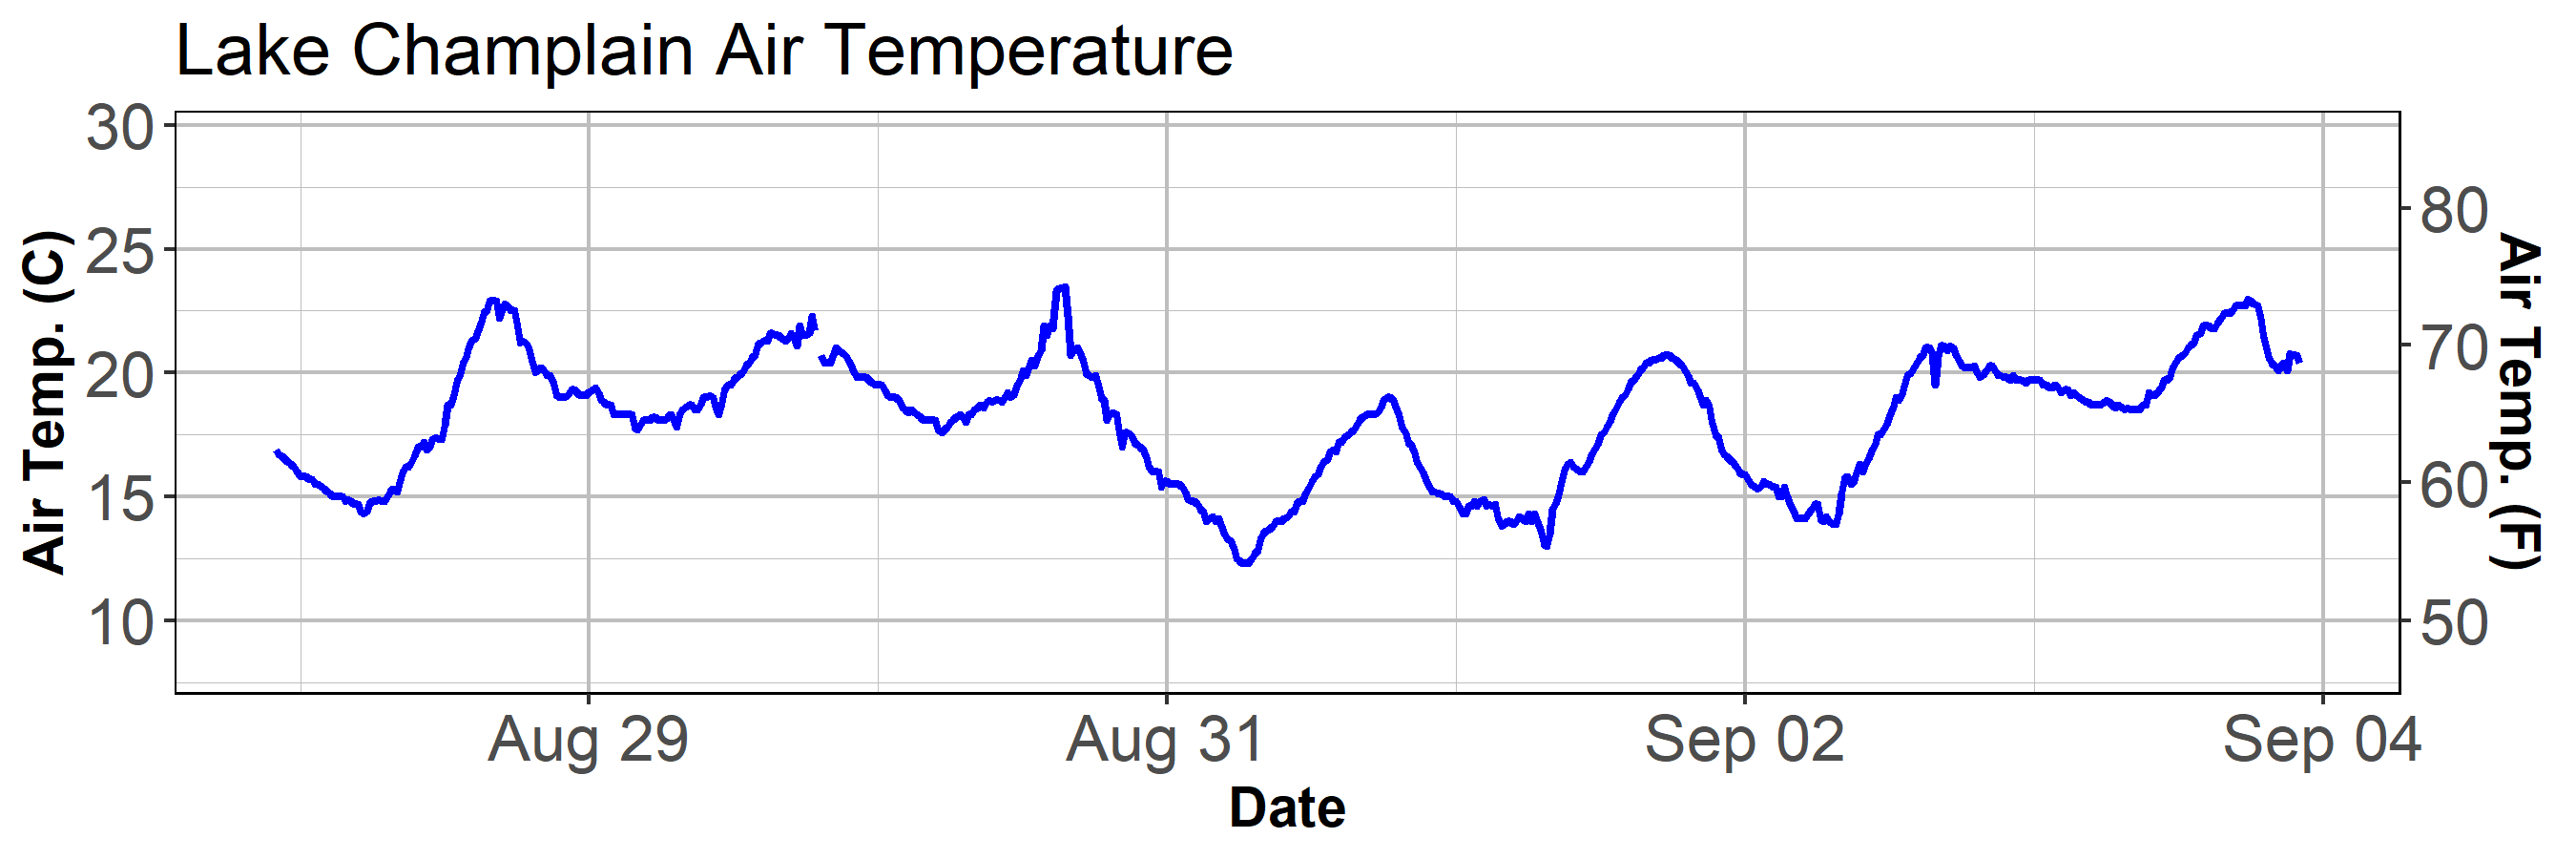 Lake Champlain Air Temperature
Air Temp. (C)
30
25
20
15
10
80
70
60
50
Air Temp. (F)
Aug 29
Aug 31
Sep 02
Sep 04
Date